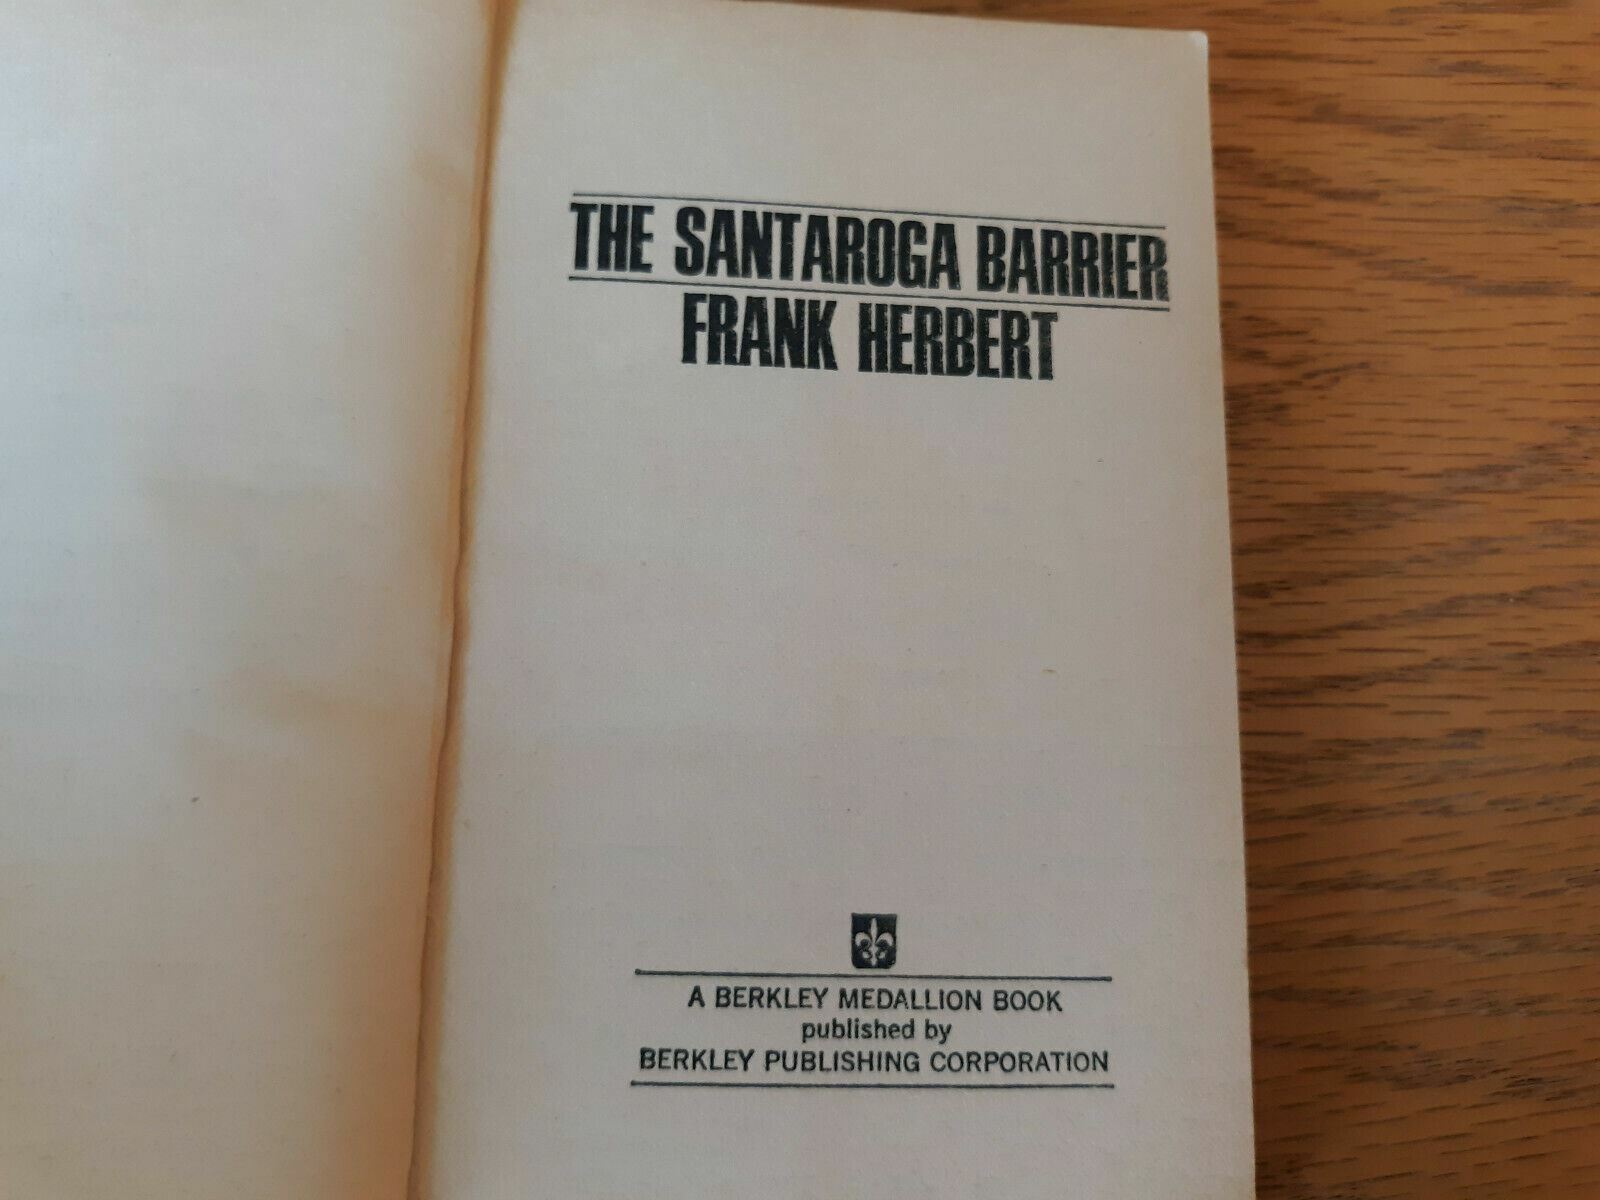 THE SANTAROGA BARRIER
FRANK HERBERT
A BERKLEY MEDALLION BOOK
published by
BERKLEY PUBLISHING CORPORATION